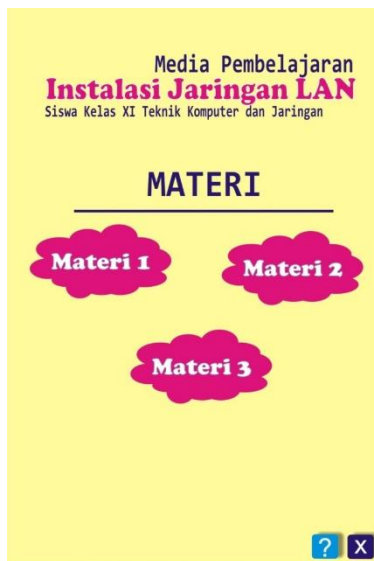 Media Pembelajaran
Instalasi Jaringan LAN
Siswa Kelas XI Teknik Komputer dan Jaringan
MATERI
Materi 1
Materi 2
Materi 3
? X